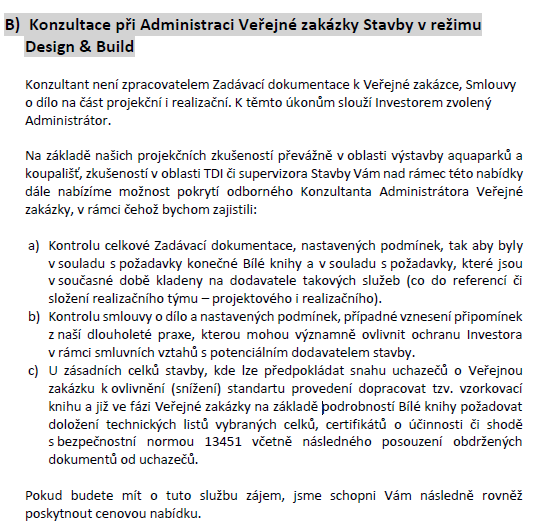 B) Konzultace při Administraci Veřejné zakázky Stavby v režimu
Design & Build
Konzultant není zpracovatelem Zadávací dokumentace k Veřejné zakázce, Smlouvy
o dílo na část projekční i realizační. K těmto úkonům slouží Investorem zvolený
Administrátor.
Na základě našich projekčních zkušeností převážně v oblasti výstavby aquaparků a
koupališť, zkušeností v oblasti TDI či supervizora Stavby Vám nad rámec této nabídky
dále nabízíme možnost pokrytí odborného Konzultanta Administrátora Veřejné
zakázky, v rámci čehož bychom zajistili:
a) Kontrolu celkové Zadávací dokumentace, nastavených podmínek, tak aby byly
v souladu s požadavky konečné Bílé knihy a v souladu s požadavky, které jsou
v současné době kladeny na dodavatele takových služeb (co do referencí či
složení realizačního týmu – projektového i realizačního).
b) Kontrolu smlouvy o dílo a nastavených podmínek, případné vznesení připomínek
z naší dlouholeté praxe, kterou mohou významně ovlivnit ochranu Investora
v rámci smluvních vztahů s potenciálním dodavatelem stavby.
c) U zásadních celků stavby, kde lze předpokládat snahu uchazečů o Veřejnou
zakázku k ovlivnění (snížení) standartu provedení dopracovat tzv. vzorkovací
knihu a již ve fázi Veřejné zakázky na základě podrobností Bílé knihy požadovat
doložení technických listů vybraných celků, certifikátů o účinnosti či shodě
s bezpečnostní normou 13451 včetně následného posouzení obdržených
dokumentů od uchazečů.
Pokud budete mít o tuto službu zájem, jsme schopni Vám následně rovněž
poskytnout cenovou nabídku.